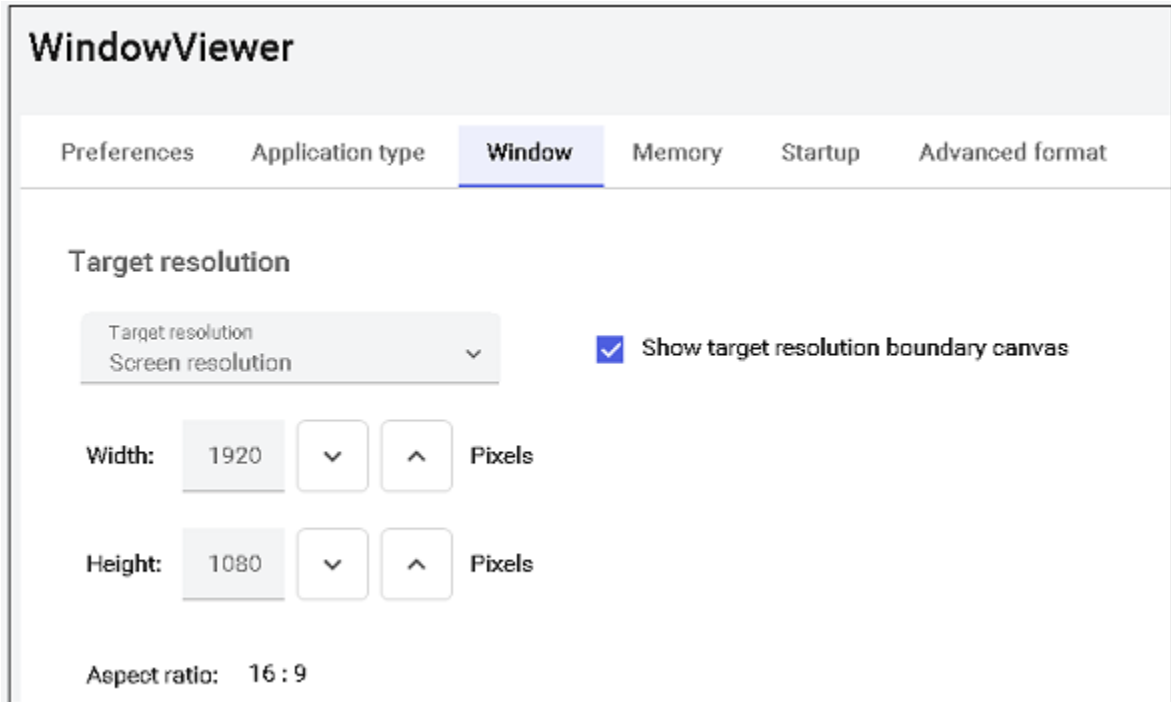 WindowViewer
Preferences Application type Window Memory Startup Advanced format
Target resolution
Target resolution
Screen resolution
Show target resolution boundary canvas
Width: 1920 Pixels
Height: 1080 Pixels
Aspect ratio: 16:9